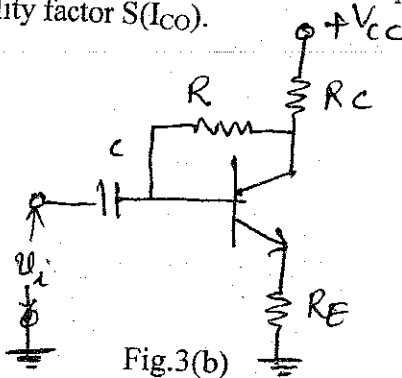 lity factor S(I_CO).
+V_CC
R
R_C
C
v_i
R_E
Fig.3(b)